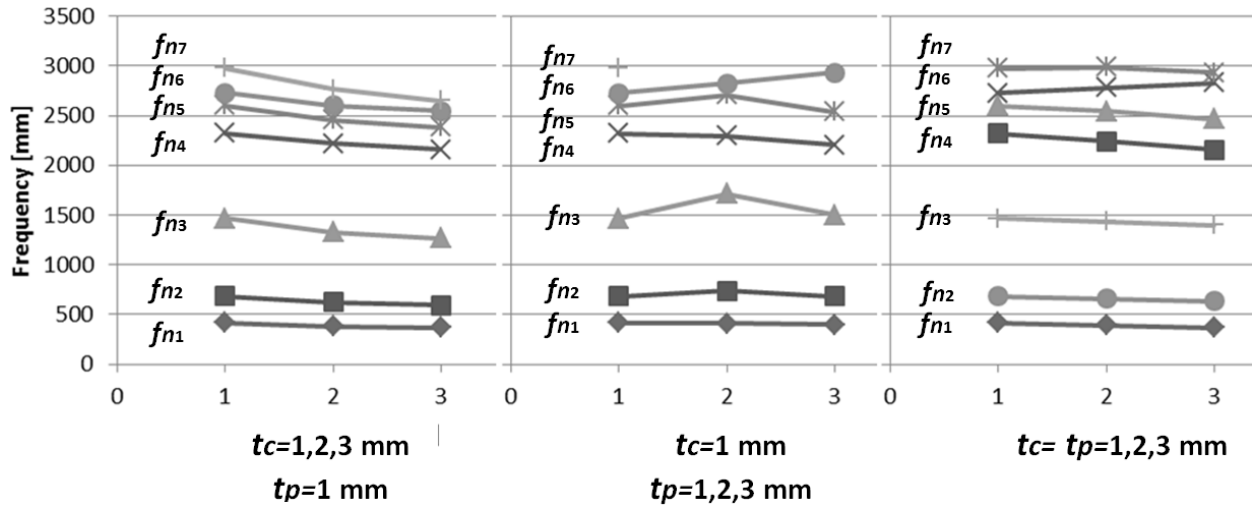 Frequency [mm]
3500
3000
2500
2000
1500
1000
500
0
fn7
fn6
fn5
fn4
fn3
fn2
fn1
0 1 2 3
tc=1,2,3 mm
tp=1 mm
fn7
fn6
fn5
fn4
fn3
fn2
fn1
0 1 2 3
tc=1 mm
tp=1,2,3 mm
fn7
fn6
fn5
fn4
fn3
fn2
fn1
0 1 2 3
tc= tp=1,2,3 mm